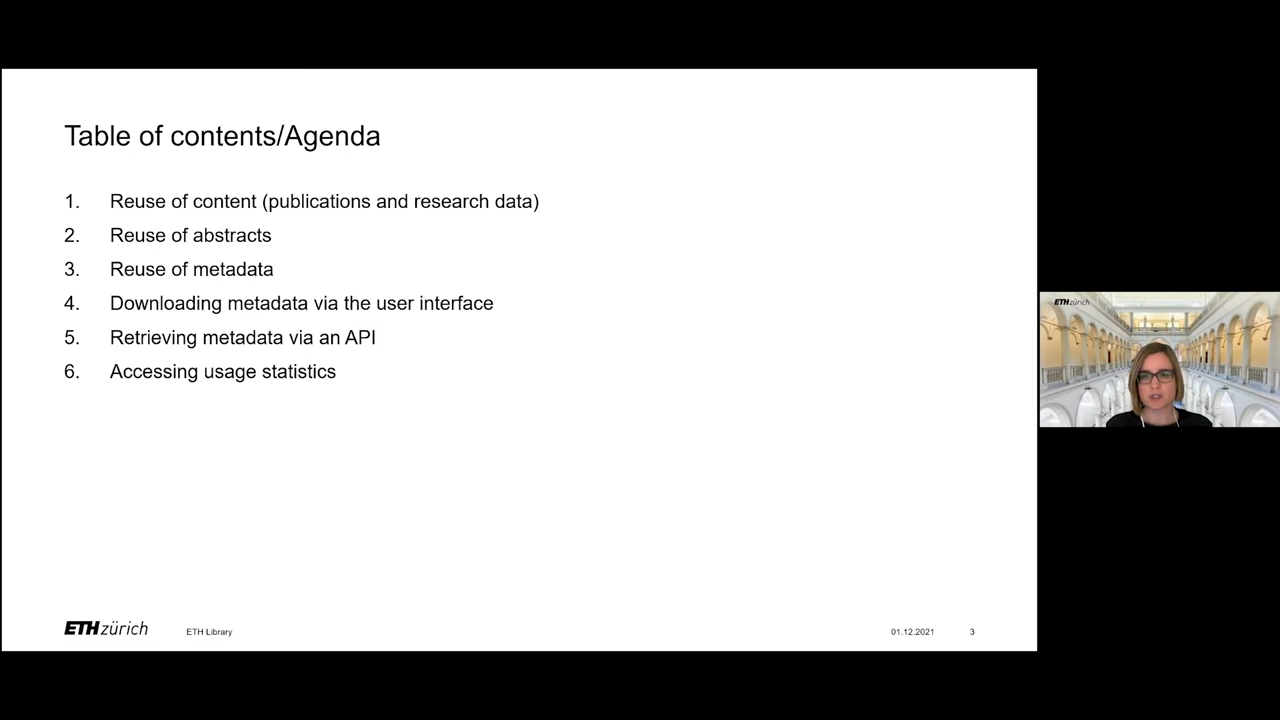 Table of contents/Agenda
1. Reuse of content (publications and research data)
2. Reuse of abstracts
3. Reuse of metadata
4. Downloading metadata via the user interface
5. Retrieving metadata via an API
6. Accessing usage statistics
ETH zürich
ETH Library
01.12.2021
3
ETH zürich